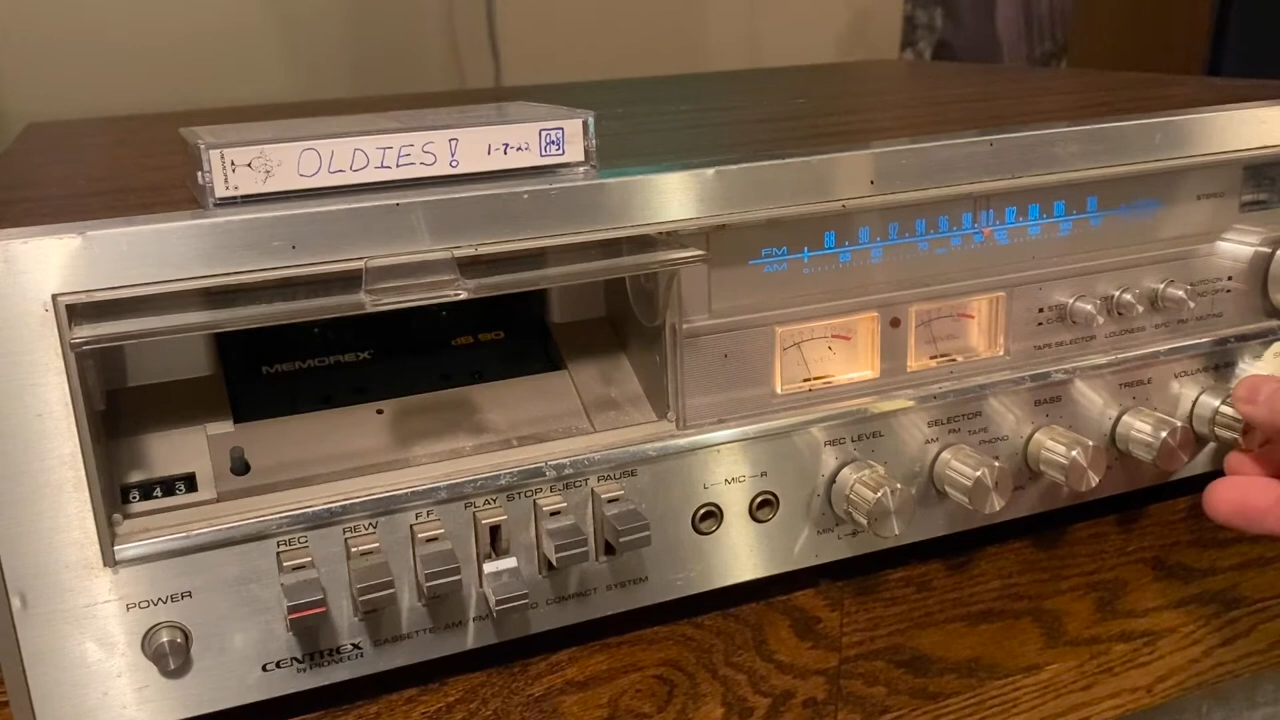 MEMOREX
OLDIES! 1-7-22
STEREO
FM 88 90 92 94 96 98 102 104 106 108
AM
MEMOREX dB 90
643
TAPE SELECTOR LOUDNESS FM-MUTING
REC LEVEL
MIN
SELECTOR
AM FM TAPE PHONO
BASS
TREBLE
VOLUME
L-MIC-R
REC REW F.F. PLAY STOP/EJECT PAUSE
POWER
CENTREX
by PIONEER
CASSETTE-AM/FM COMPACT SYSTEM